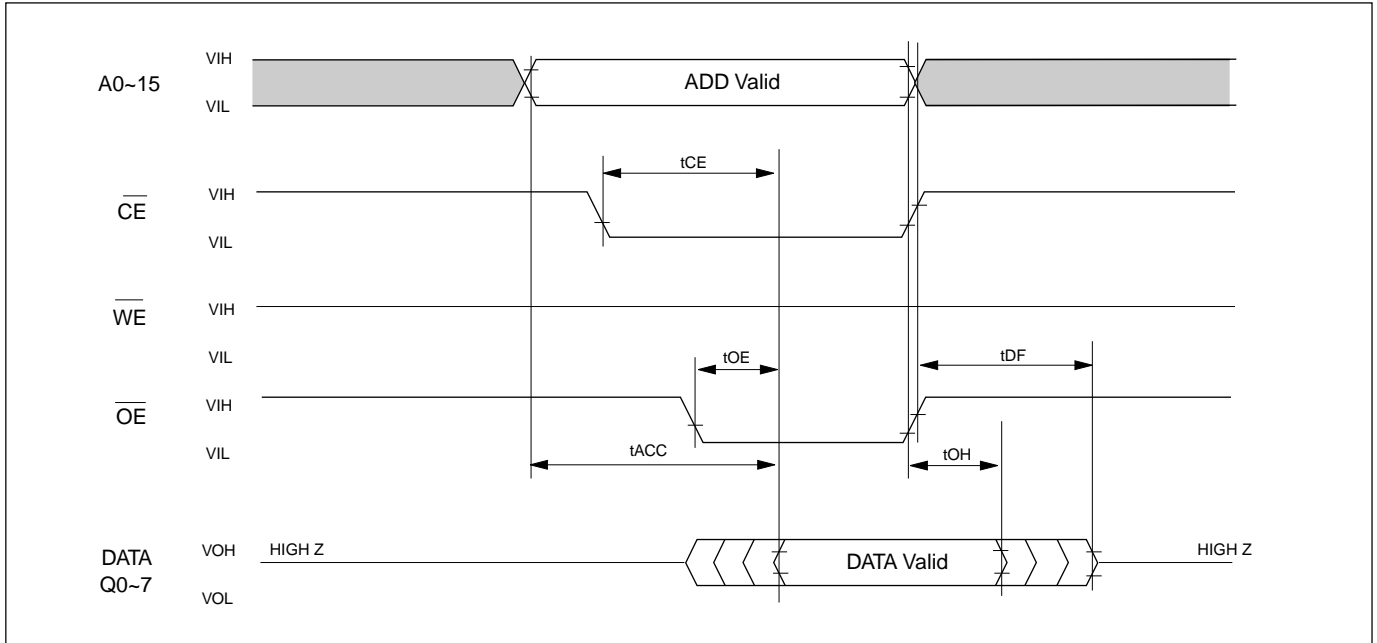 VIH
A0~15
ADD Valid
VIL
tCE
VIH
CE
VIL
VIH
WE
VIL
tOE
tDF
VIH
OE
VIL
tACC
tOH
DATA
Q0~7
VOH
HIGH Z
DATA Valid
HIGH Z
VOL